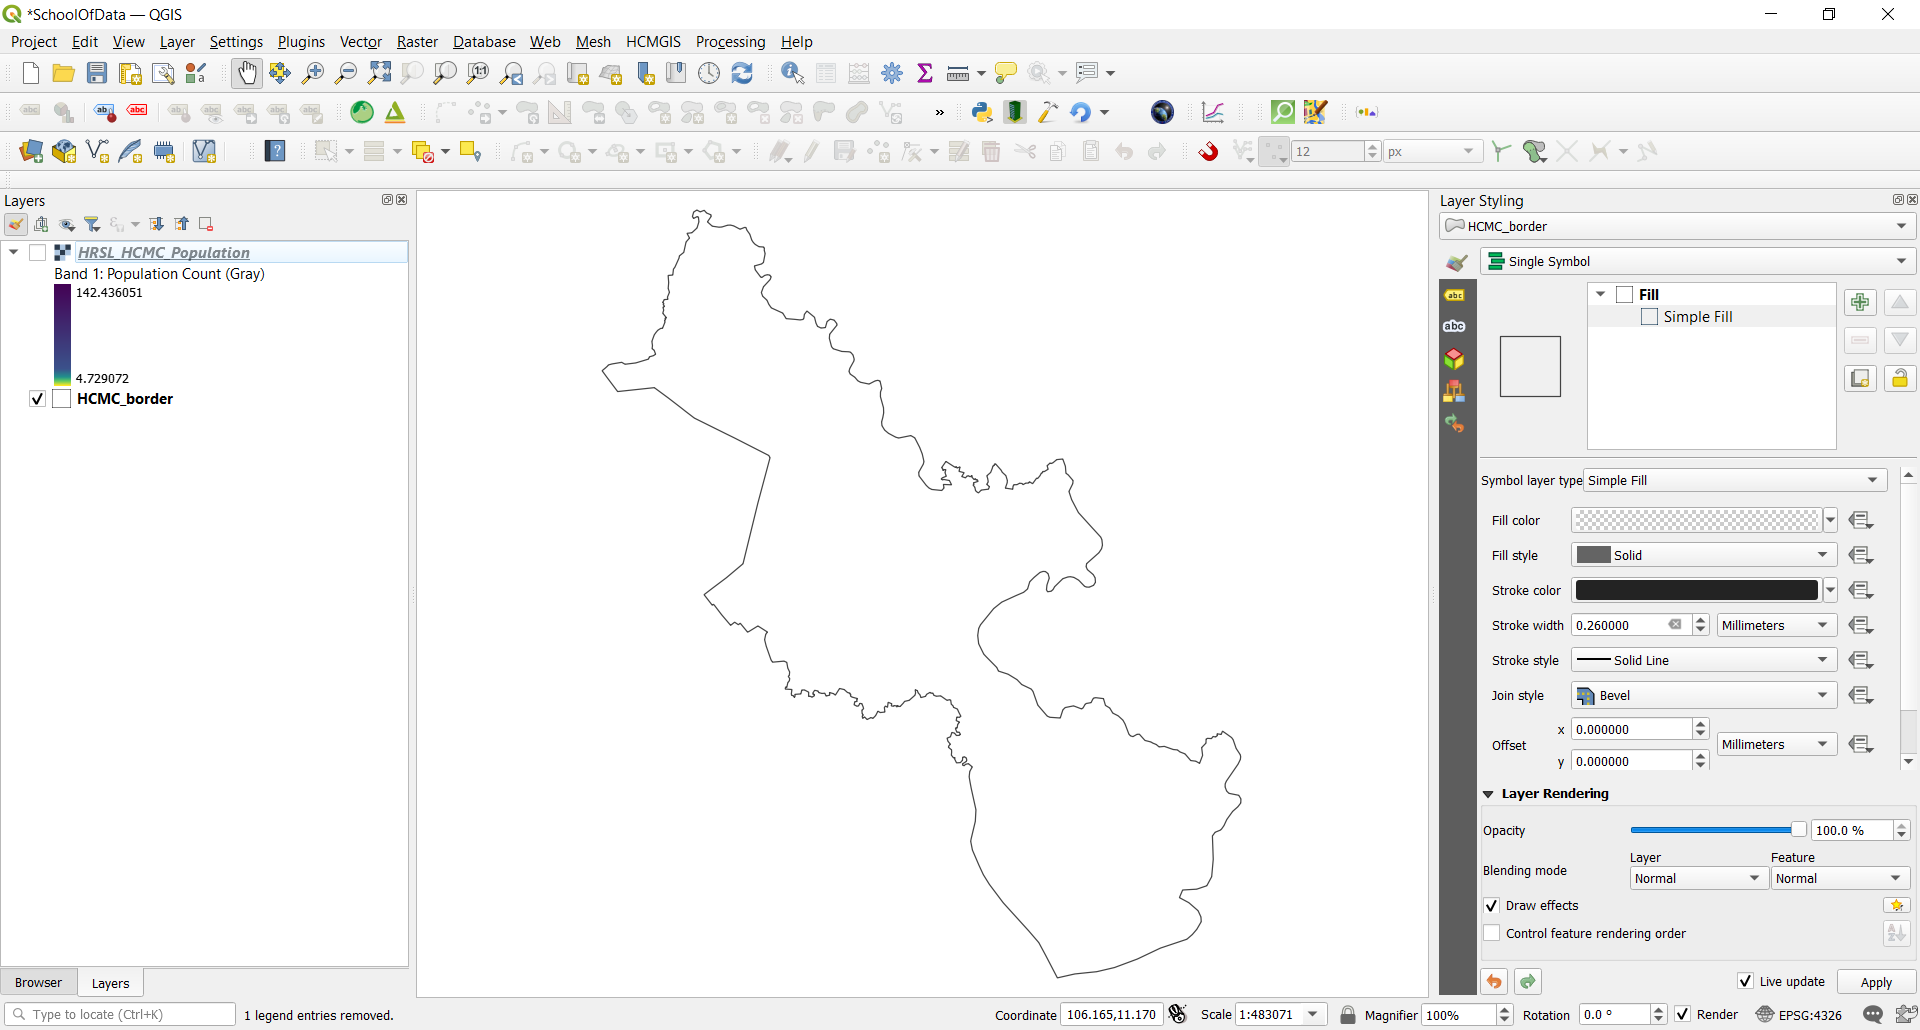 *SchoolOfData — QGIS
Project Edit View Layer Settings Plugins Vector Raster Database Web Mesh HCMGIS Processing Help
12 px
Layers
HRSL_HCMC_Population
Band 1: Population Count (Gray)
142.436051
4.729072
HCMC_border
Browser Layers
Layer Styling
HCMC_border
Single Symbol
Fill
Simple Fill
Symbol layer type Simple Fill
Fill color
Fill style Solid
Stroke color
Stroke width 0.260000 Millimeters
Stroke style Solid Line
Join style Bevel
x 0.000000
Offset Millimeters
y 0.000000
Layer Rendering
Opacity 100.0 %
Layer Feature
Blending mode Normal Normal
Draw effects
Control feature rendering order
Live update Apply
Type to locate (Ctrl+K) 1 legend entries removed. Coordinate 106.165,11.170 Scale 1:483071 Magnifier 100% Rotation 0.0 ° Render EPSG:4326